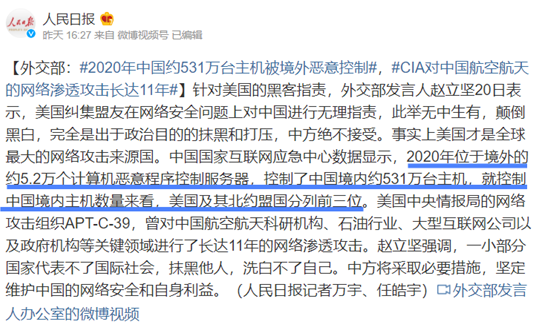 人民日报
昨天 16:27 来自 微博视频号 已编辑
【外交部：#2020年中国约531万台主机被境外恶意控制#，#CIA对中国航空航天
的网络渗透攻击长达11年#】针对美国的黑客指责，外交部发言人赵立坚20日表
示，美国纠集盟友在网络安全问题上对中国进行无理指责，此举无中生有，颠倒
黑白，完全是出于政治目的的抹黑和打压，中方绝不接受。事实上美国才是全球
最大的网络攻击来源国。中国国家互联网应急中心数据显示，2020年位于境外的
约5.2万个计算机恶意程序控制服务器，控制了中国境内约531万台主机，就控制
中国境内主机数量来看，美国及其北约盟国分列前三位。美国中央情报局的网络
攻击组织APT-C-39，曾对中国航空航天科研机构、石油行业、大型互联网公司以
及政府机构等关键领域进行了长达11年的网络渗透攻击。赵立坚强调，一小部分
国家代表不了国际社会，抹黑他人，洗白不了自己。中方将采取必要措施，坚定
维护中国的网络安全和自身利益。（人民日报记者万宇、任皓宇）外交部发言
人办公室的微博视频